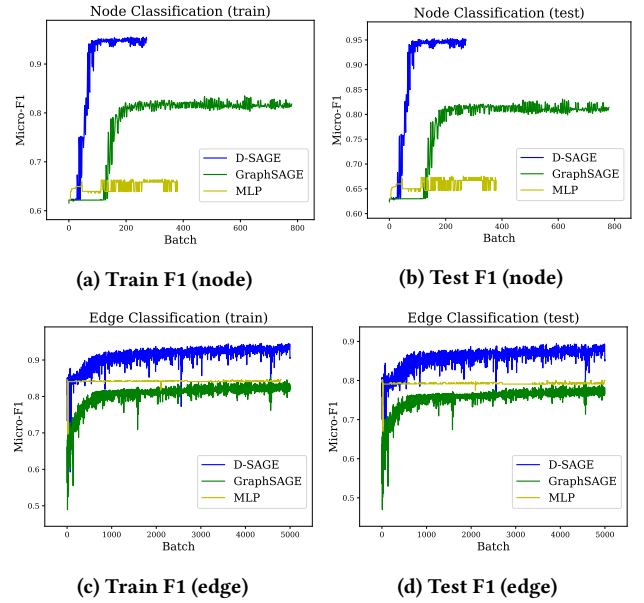 Node Classification (train)
Micro-F1
0.9
0.8
0.7
0.6
D-SAGE
GraphSAGE
MLP
0 200 400 600 800
Batch
(a) Train F1 (node)
Node Classification (test)
Micro-F1
0.95
0.90
0.85
0.80
0.75
0.70
0.65
0.60
D-SAGE
GraphSAGE
MLP
0 200 400 600 800
Batch
(b) Test F1 (node)
Edge Classification (train)
Micro-F1
0.9
0.8
0.7
0.6
0.5
D-SAGE
GraphSAGE
MLP
0 1000 2000 3000 4000 5000
Batch
(c) Train F1 (edge)
Edge Classification (test)
Micro-F1
0.9
0.8
0.7
0.6
0.5
D-SAGE
GraphSAGE
MLP
0 1000 2000 3000 4000 5000
Batch
(d) Test F1 (edge)